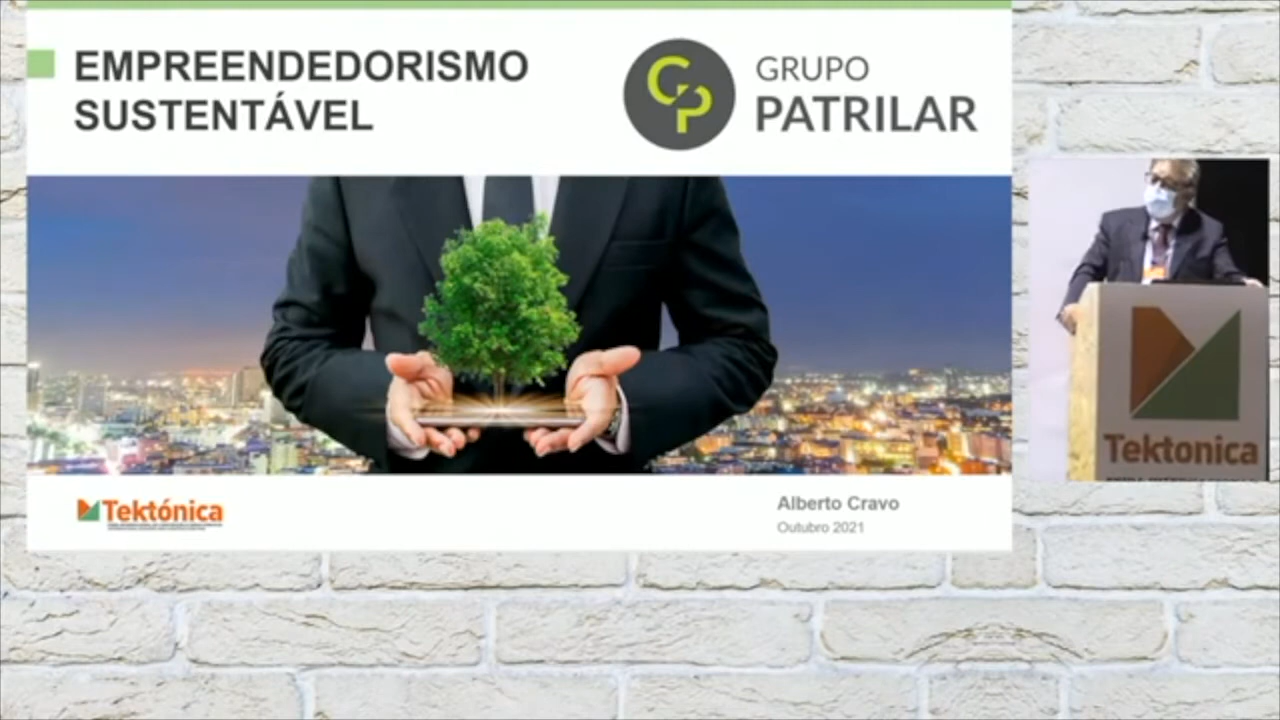 EMPREENDEDORISMO
SUSTENTÁVEL
GRUPO
PATRILAR
Tektónica
Alberto Cravo
Outubro 2021
Tektonica